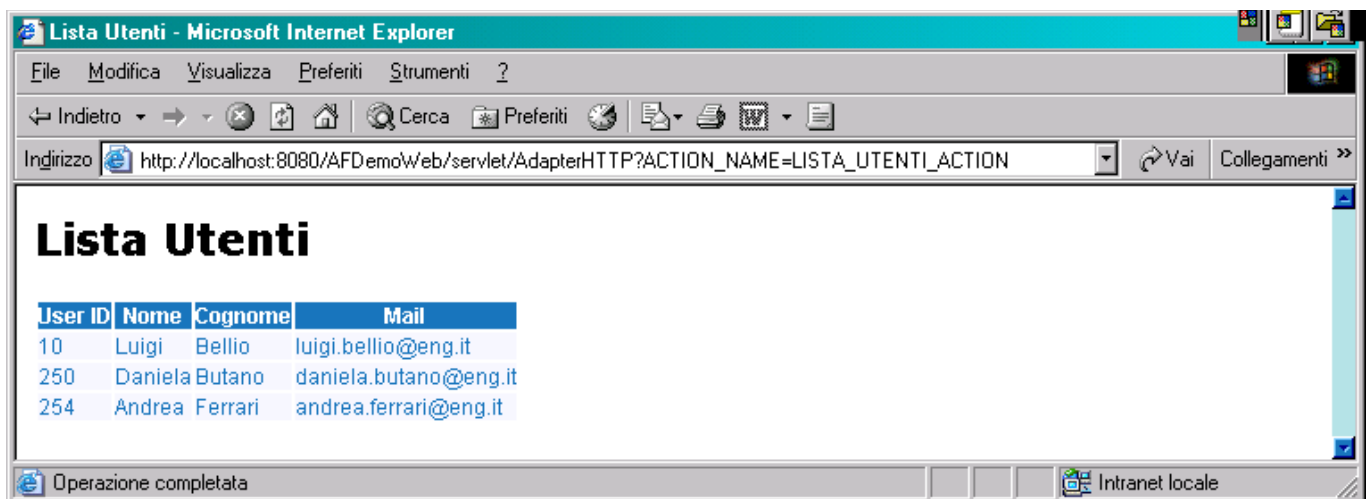 Lista Utenti - Microsoft Internet Explorer
File Modifica Visualizza Preferiti Strumenti ?
Indietro Cerca Preferiti
Indirizzo http://localhost:8080/AFDemoWeb/servlet/AdapterHTTP?ACTION_NAME=LISTA_UTENTI_ACTION Vai Collegamenti »
Lista Utenti
User ID Nome Cognome Mail
10 Luigi Bellio luigi.bellio@eng.it
250 Daniela Butano daniela.butano@eng.it
254 Andrea Ferrari andrea.ferrari@eng.it
Operazione completata Intranet locale